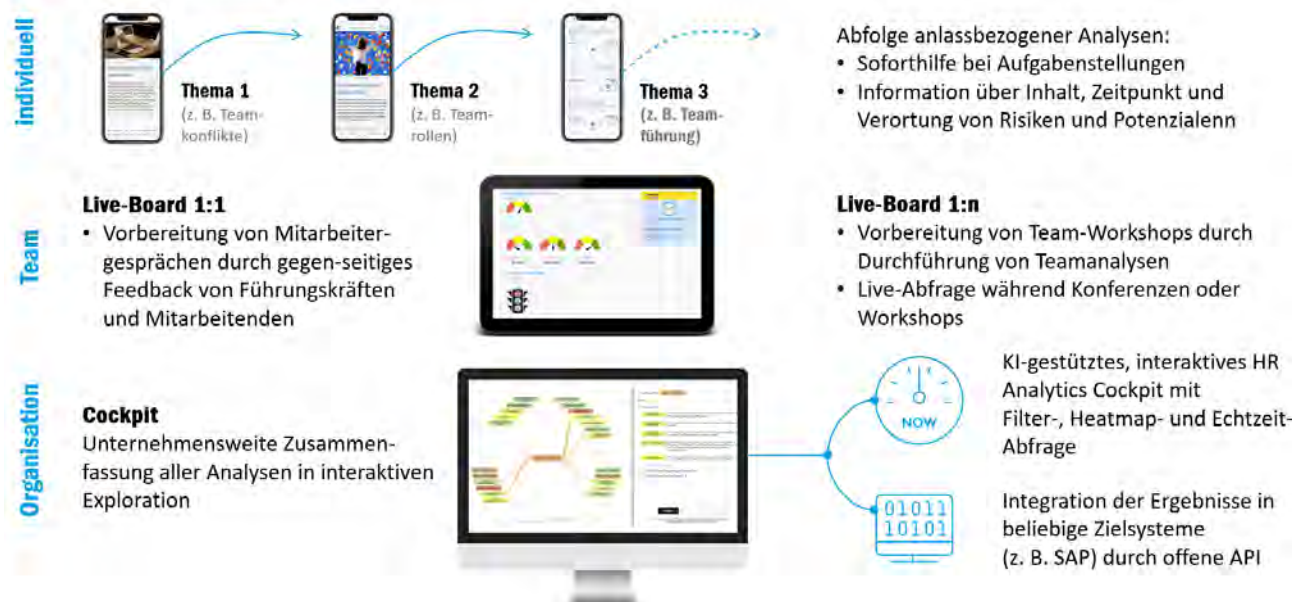 individuell
Thema 1
(z. B. Team-
konflikte)
Thema 2
(z. B. Team-
rollen)
Thema 3
(z. B. Team-
führung)
Abfolge anlassbezogener Analysen:
• Soforthilfe bei Aufgabenstellungen
• Information über Inhalt, Zeitpunkt und
Verortung von Risiken und Potenzialenn
Team
Live-Board 1:1
• Vorbereitung von Mitarbeiter-
gesprächen durch gegen-seitiges
Feedback von Führungskräften
und Mitarbeitenden
Live-Board 1:n
• Vorbereitung von Team-Workshops durch
Durchführung von Teamanalysen
• Live-Abfrage während Konferenzen oder
Workshops
Organisation
Cockpit
Unternehmensweite Zusammen-
fassung aller Analysen in interaktiven
Exploration
NOW
KI-gestütztes, interaktives HR
Analytics Cockpit mit
Filter-, Heatmap- und Echtzeit-
Abfrage
01011
10101
Integration der Ergebnisse in
beliebige Zielsysteme
(z. B. SAP) durch offene API